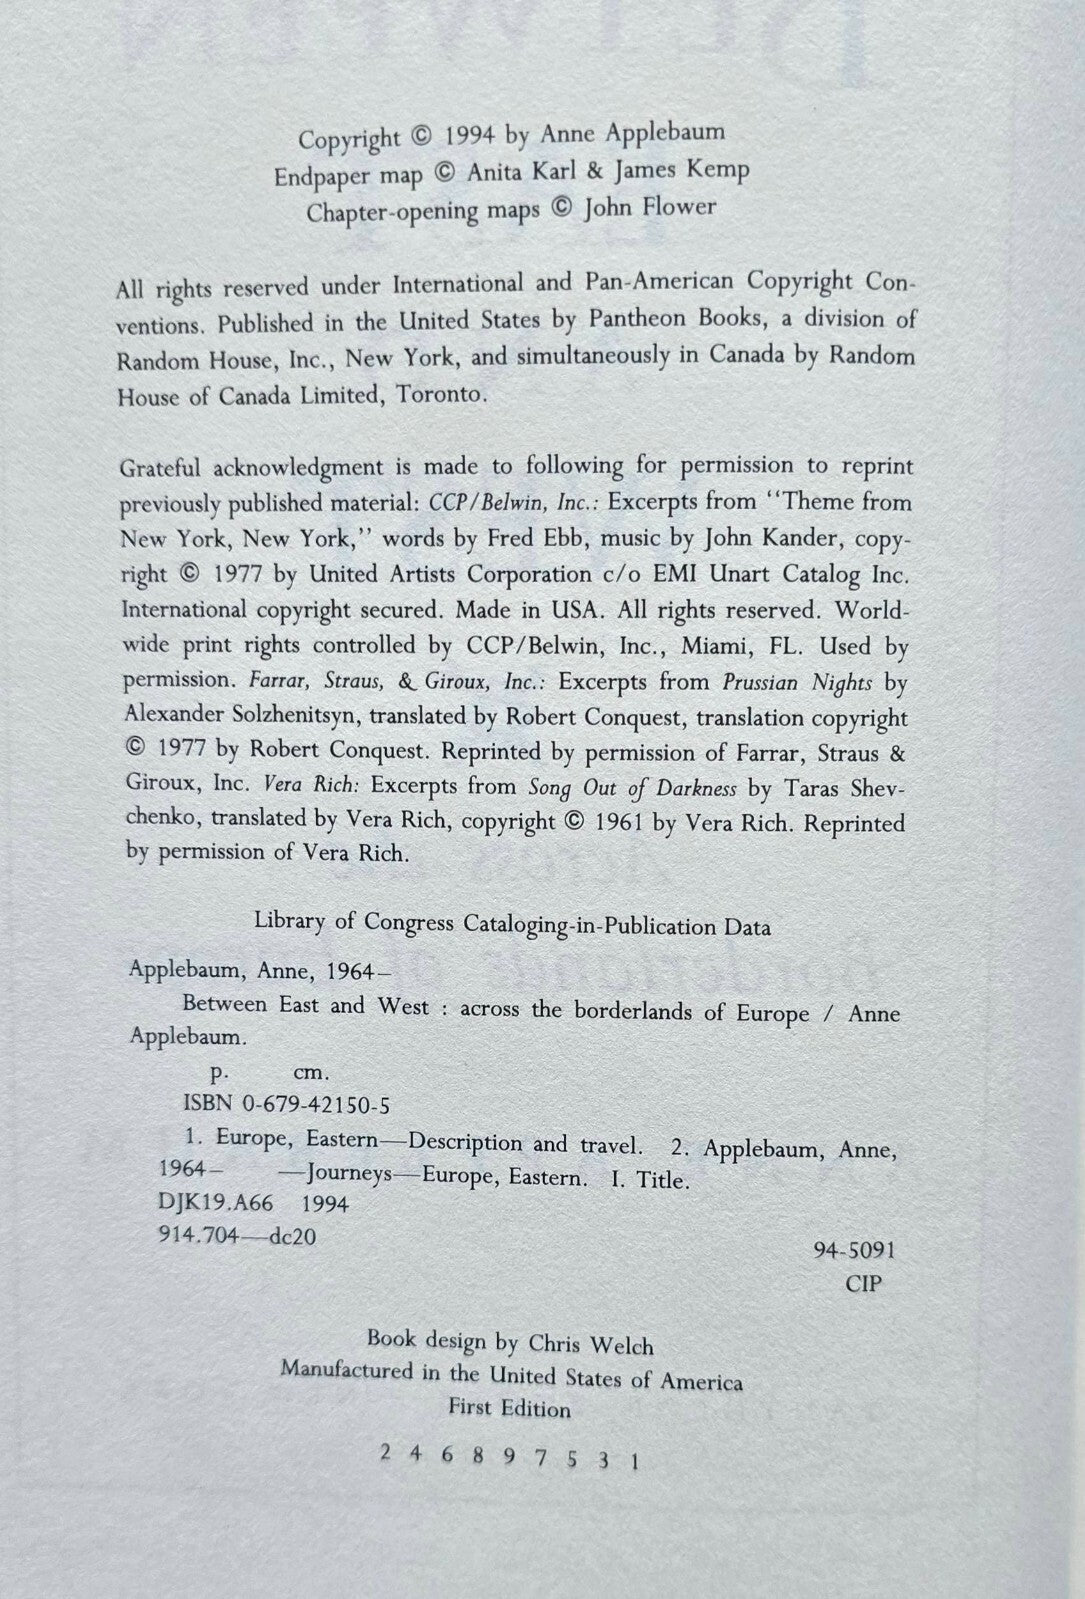 Copyright © 1994 by Anne Applebaum
Endpaper map © Anita Karl & James Kemp
Chapter-opening maps © John Flower
All rights reserved under International and Pan-American Copyright Con-
ventions. Published in the United States by Pantheon Books, a division of
Random House, Inc., New York, and simultaneously in Canada by Random
House of Canada Limited, Toronto.
Grateful acknowledgment is made to following for permission to reprint
previously published material: CCP/Belwin, Inc.: Excerpts from ‘‘Theme from
New York, New York,’’ words by Fred Ebb, music by John Kander, copy-
right © 1977 by United Artists Corporation c/o EMI Unart Catalog Inc.
International copyright secured. Made in USA. All rights reserved. World-
wide print rights controlled by CCP/Belwin, Inc., Miami, FL. Used by
permission. Farrar, Straus, & Giroux, Inc.: Excerpts from Prussian Nights by
Alexander Solzhenitsyn, translated by Robert Conquest, translation copyright
© 1977 by Robert Conquest. Reprinted by permission of Farrar, Straus &
Giroux, Inc. Vera Rich: Excerpts from Song Out of Darkness by Taras Shev-
chenko, translated by Vera Rich, copyright © 1961 by Vera Rich. Reprinted
by permission of Vera Rich.
Library of Congress Cataloging-in-Publication Data
Applebaum, Anne, 1964–
Between East and West : across the borderlands of Europe / Anne
Applebaum.
p. cm.
ISBN 0-679-42150-5
1. Europe, Eastern—Description and travel. 2. Applebaum, Anne,
1964– —Journeys—Europe, Eastern. I. Title.
DJK19.A66 1994
914.704—dc20
94-5091
CIP
Book design by Chris Welch
Manufactured in the United States of America
First Edition
2 4 6 8 9 7 5 3 1